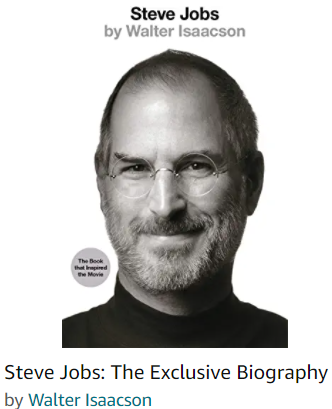 Steve Jobs
by Walter Isaacson
The Book
that Inspired
the Movie
Steve Jobs: The Exclusive Biography
by Walter Isaacson